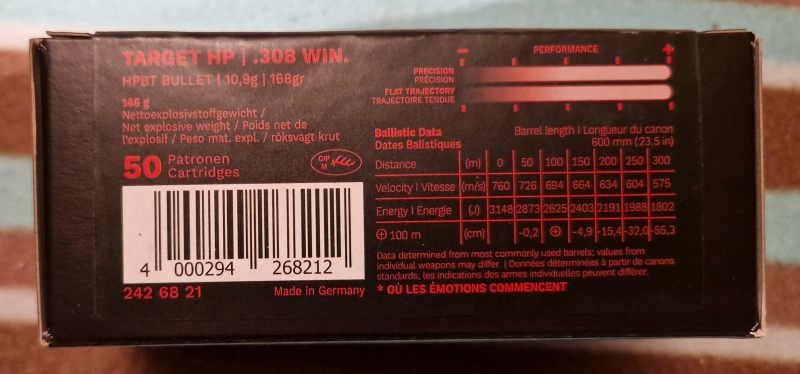 TARGET HP | .308 WIN.
HPBT BULLET | 10,9g | 168gr
146 g
Nettoexplosivstoffgewicht /
Net explosive weight / Poids net de
l'explosif / Peso mat. expl. / röksvagt krut
50 Patronen
Cartridges
CIP
M
4 000294 268212
242 68 21
Made in Germany
− PERFORMANCE +
PRECISION
PRÉCISION
FLAT TRAJECTORY
TRAJECTOIRE TENDUE
Ballistic Data
Dates Balistiques
Barrel length | Longueur du canon
600 mm (23.5 in)
Distance (m) 0 50 100 150 200 250 300
Velocity | Vitesse (m/s) 760 726 694 664 634 604 575
Energy | Energie (J) 3148 2873 2625 2403 2191 1988 1802
⊕ 100 m (cm) -0,2 ⊕ -4,9 -15,4 -32,0 -55,3
Data determined from most commonly used barrels; values from
individual weapons may differ. | Données déterminées à partir de canons
standards, les indications des armes individuelles peuvent différer.
* OÙ LES ÉMOTIONS COMMENCENT